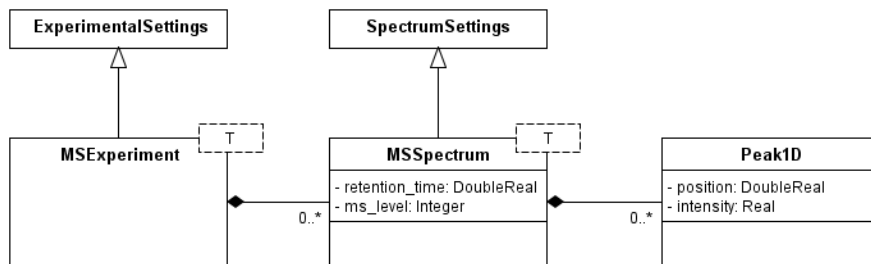 ExperimentalSettings
SpectrumSettings
T
MSExperiment
T
MSSpectrum
- retention_time: DoubleReal
- ms_level: Integer
Peak1D
- position: DoubleReal
- intensity: Real
0..*
0..*